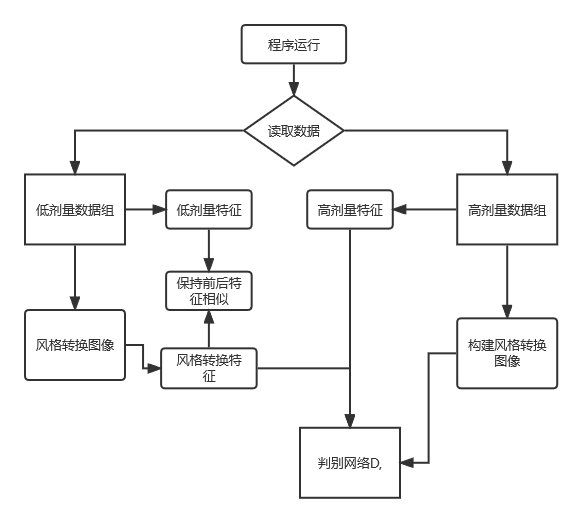 程序运行
读取数据
低剂量数据组
低剂量特征
高剂量特征
高剂量数据组
保持前后特
征相似
风格转换图像
风格转换特
征
构建风格转换
图像
判别网络D,